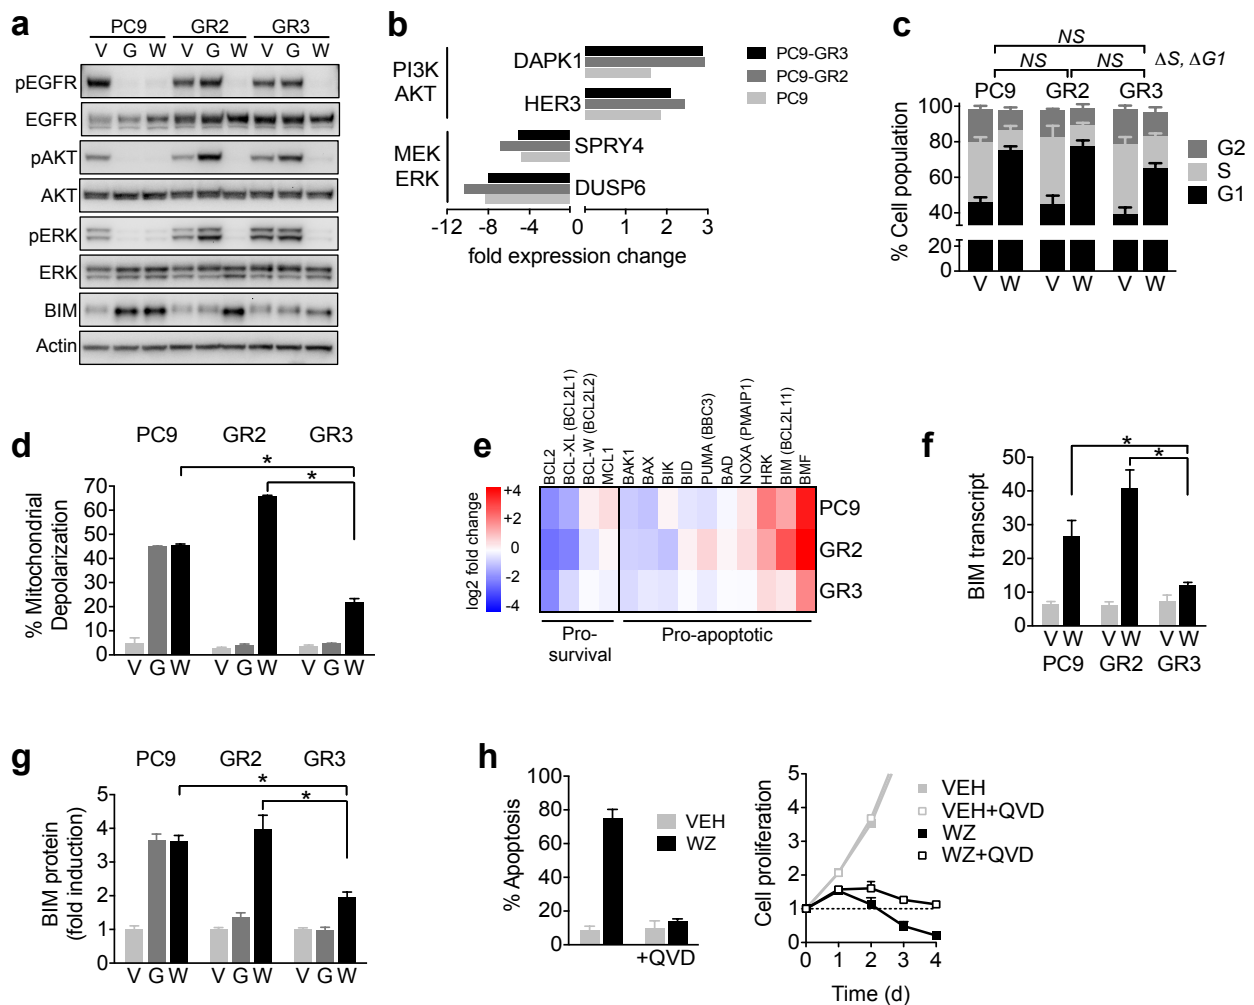 a
PC9 GR2 GR3
V G W V G W V G W
pEGFR
EGFR
pAKT
AKT
pERK
ERK
BIM
Actin
b
PI3K
AKT
MEK
ERK
DAPK1
HER3
SPRY4
DUSP6
-12 -8 -4 0 0 1 2 3
fold expression change
PC9-GR3
PC9-GR2
PC9
c
NS
NS NS ΔS, ΔG1
PC9 GR2 GR3
100
80
60
40
20
0
% Cell population
V W V W V W
G2
S
G1
d
PC9 GR2 GR3
*
*
70
60
50
40
30
20
10
0
% Mitochondrial
Depolarization
V G W V G W V G W
e
BCL2
BCL-XL (BCL2L1)
BCL-W (BCL2L2)
MCL1
BAK1
BAX
BIK
BID
PUMA (BBC3)
BAD
NOXA (PMAIP1)
HRK
BIM (BCL2L11)
BMF
log2 fold change
+4
+2
0
-2
-4
PC9
GR2
GR3
Pro-
survival
Pro-apoptotic
f
*
*
50
40
30
20
10
0
BIM transcript
V W V W V W
PC9 GR2 GR3
g
PC9 GR2 GR3
*
*
5
4
3
2
1
0
BIM protein
(fold induction)
V G W V G W V G W
h
100
80
60
40
20
0
% Apoptosis
+QVD
VEH
WZ
5
4
3
2
1
0
Cell proliferation
0 1 2 3 4
Time (d)
VEH
VEH+QVD
WZ
WZ+QVD